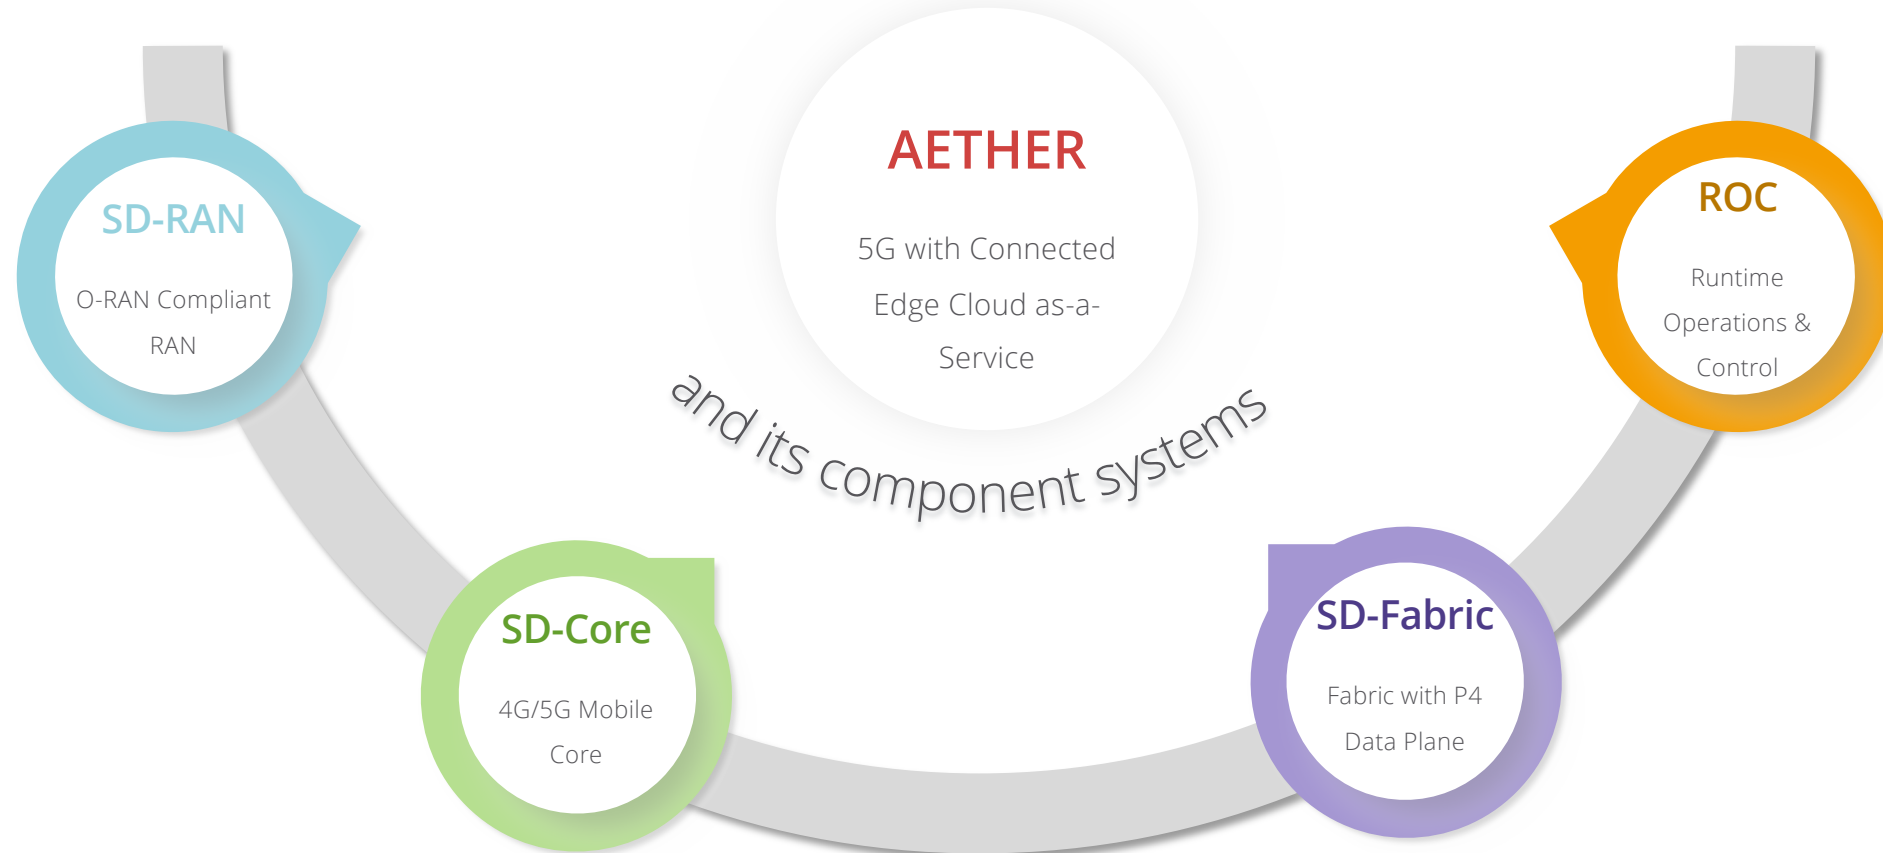 AETHER
5G with Connected
Edge Cloud as-a-
Service
and its component systems
SD-RAN
O-RAN Compliant
RAN
SD-Core
4G/5G Mobile
Core
SD-Fabric
Fabric with P4
Data Plane
ROC
Runtime
Operations &
Control